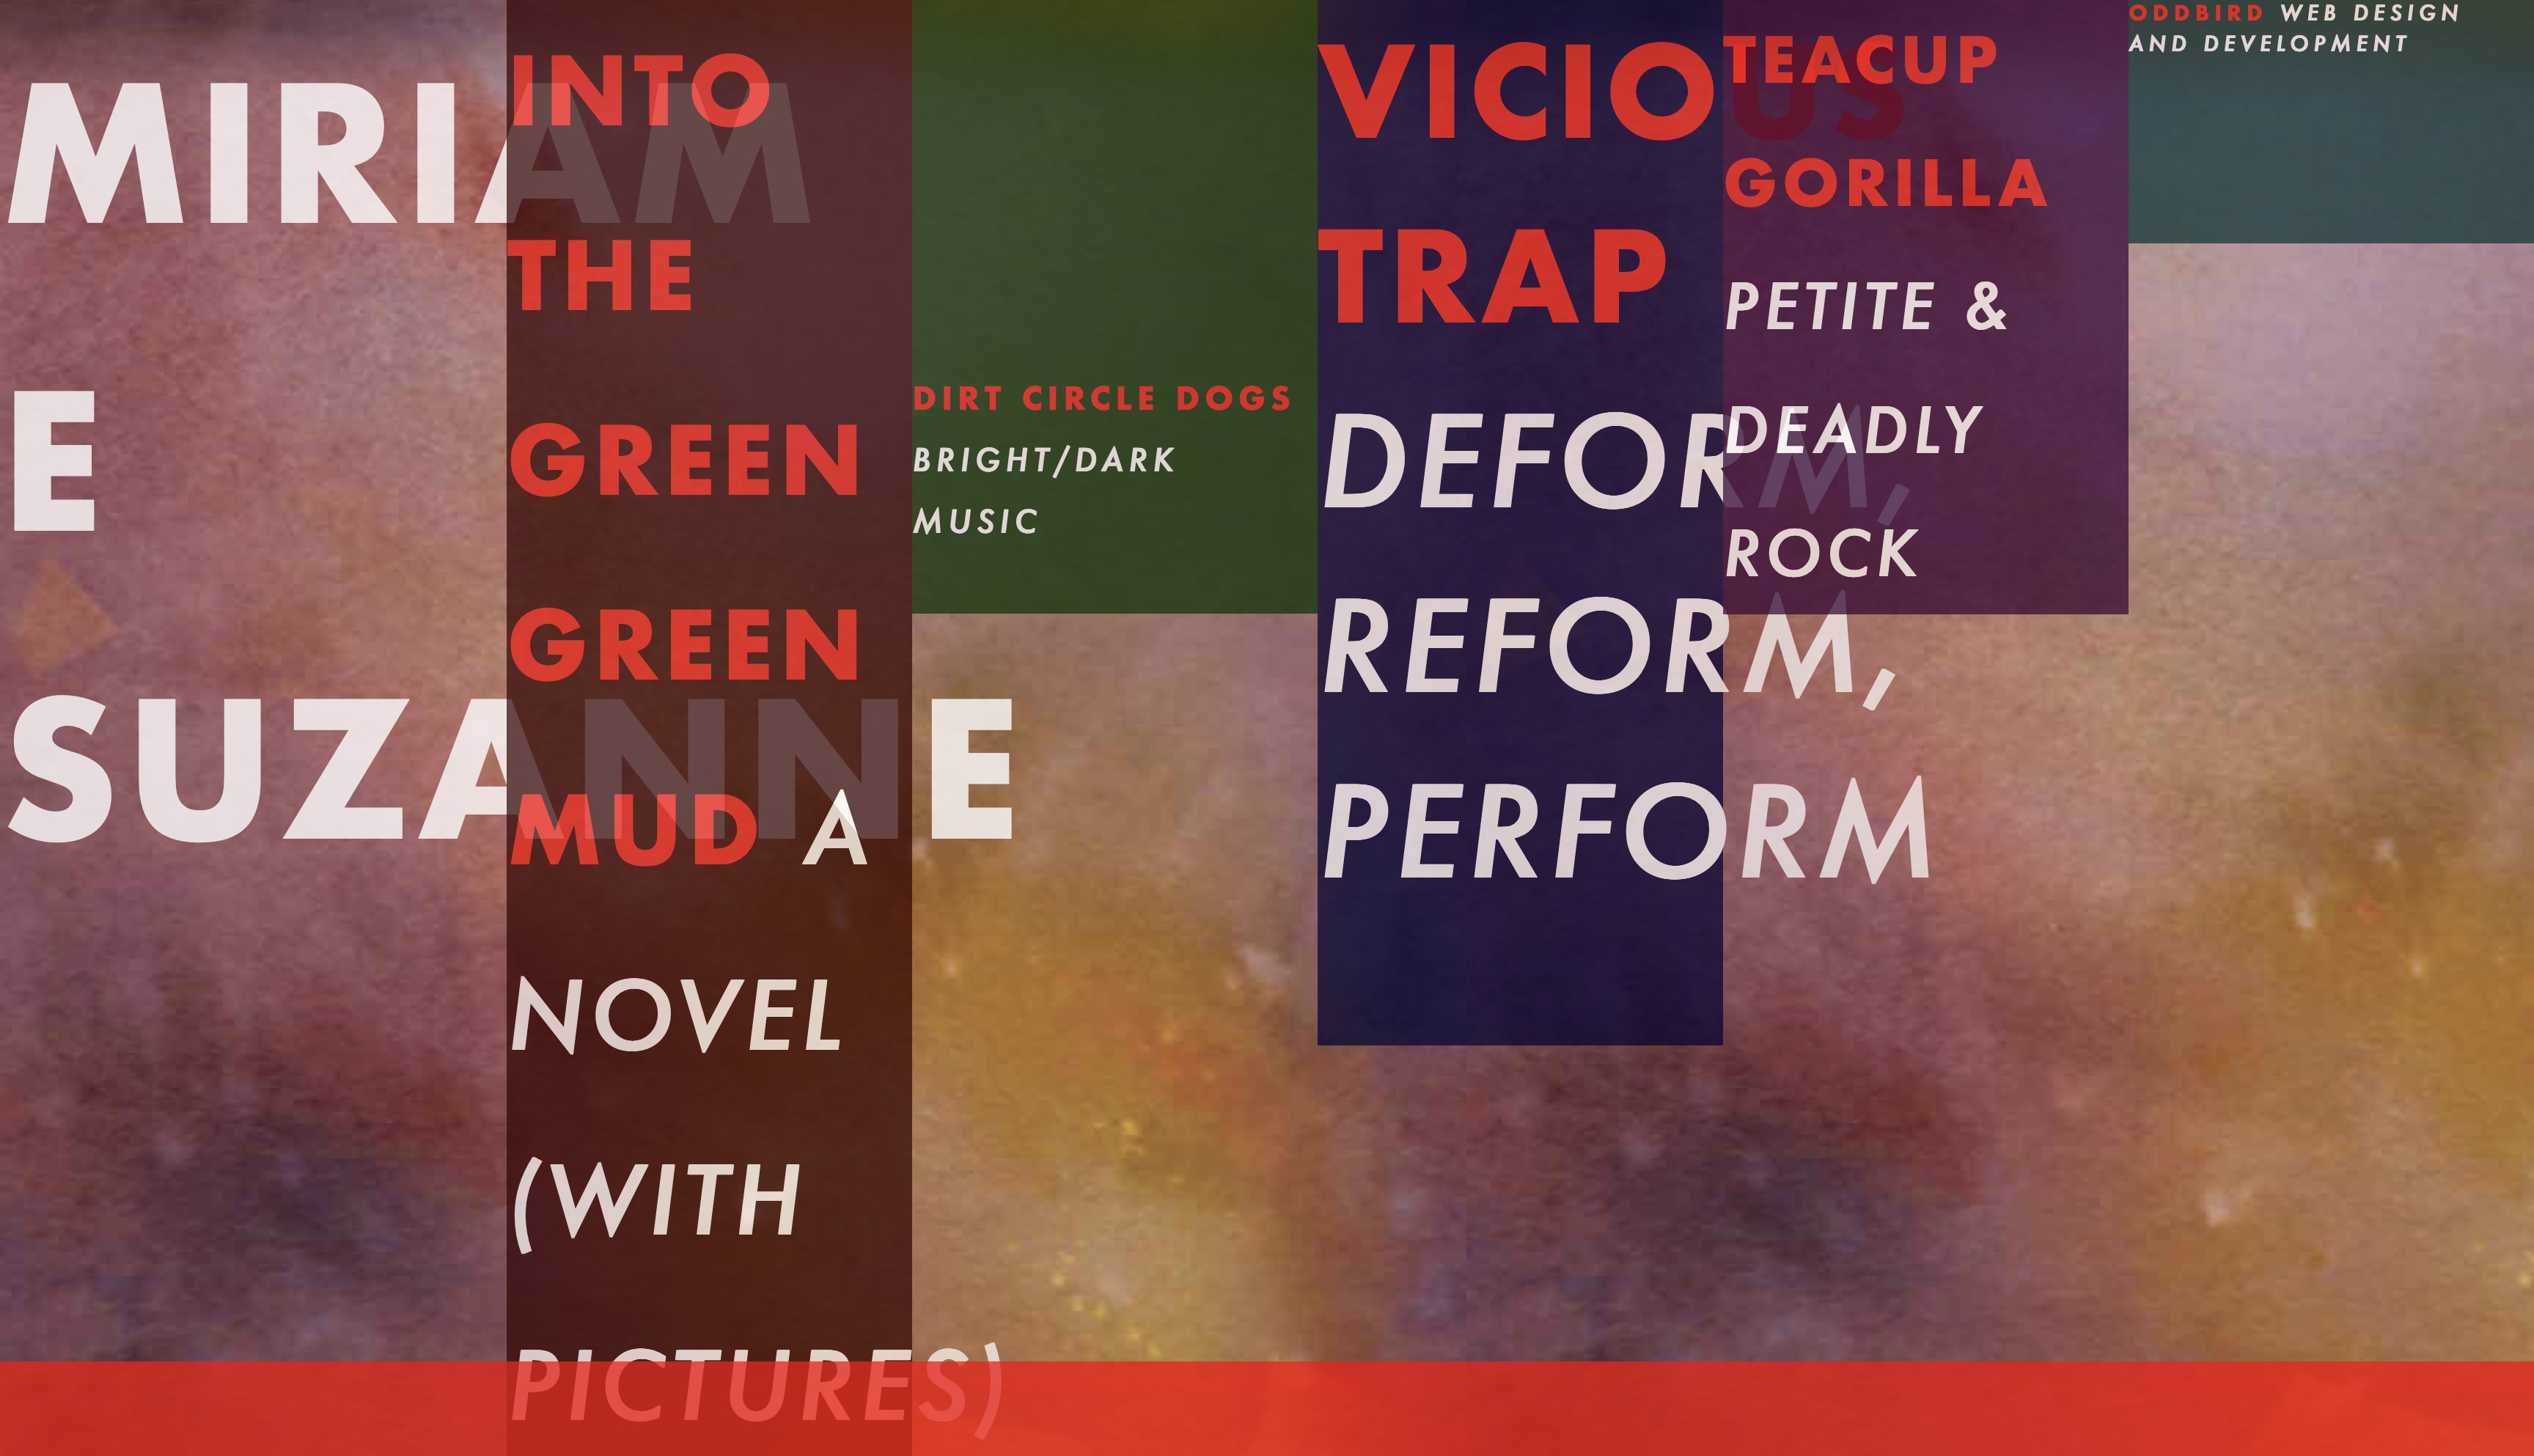 MIRIAM
E
SUZANNE
INTO
THE
GREEN
GREEN
MUD A
NOVEL
(WITH
PICTURES)
DIRT CIRCLE DOGS
BRIGHT/DARK
MUSIC
VICIOUS
TRAP
DEFORM,
REFORM,
PERFORM
TEACUP
GORILLA
PETITE &
DEADLY
ROCK
ODDBIRD WEB DESIGN
AND DEVELOPMENT